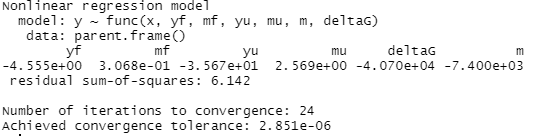 Nonlinear regression model
model: y ~ func(x, yf, mf, yu, mu, m, deltaG)
data: parent.frame()
yf mf yu mu deltaG m
-4.555e+00 3.068e-01 -3.567e+01 2.569e+00 -4.070e+04 -7.400e+03
residual sum-of-squares: 6.142
Number of iterations to convergence: 24
Achieved convergence tolerance: 2.851e-06